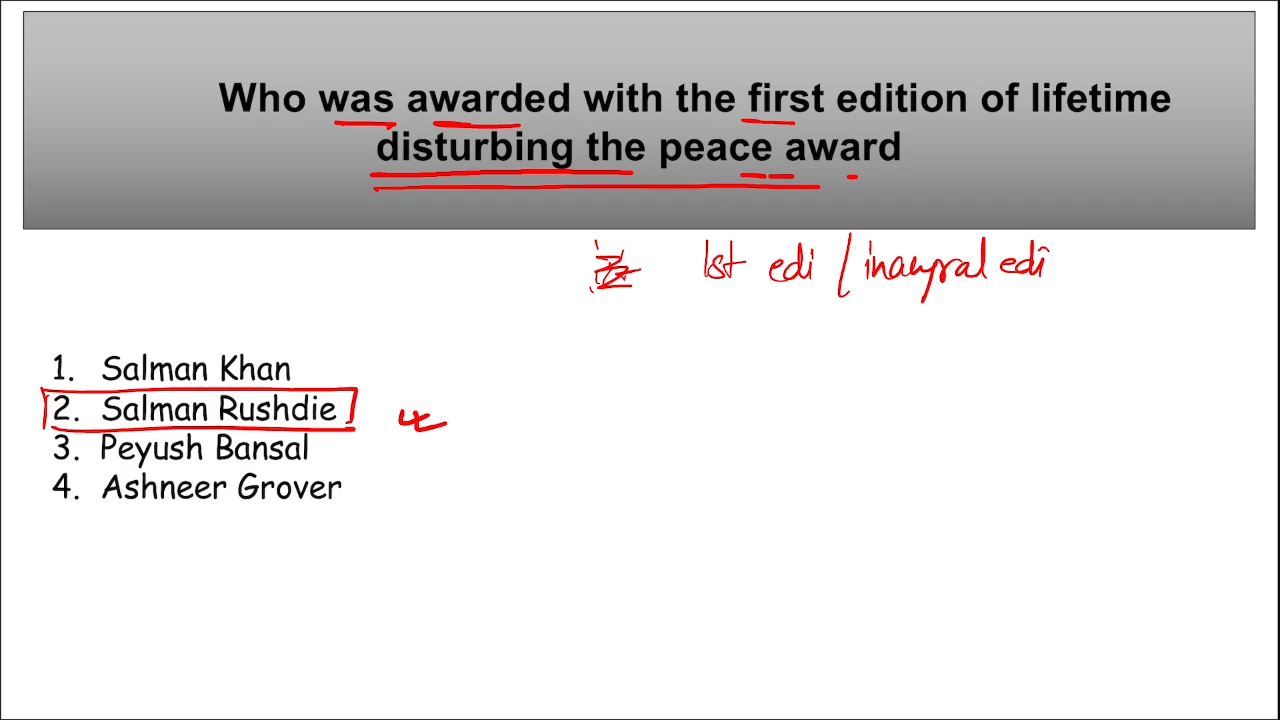 Who was awarded with the first edition of lifetime
disturbing the peace award
1st edi / inaugral edi
1. Salman Khan
2. Salman Rushdie
3. Peyush Bansal
4. Ashneer Grover